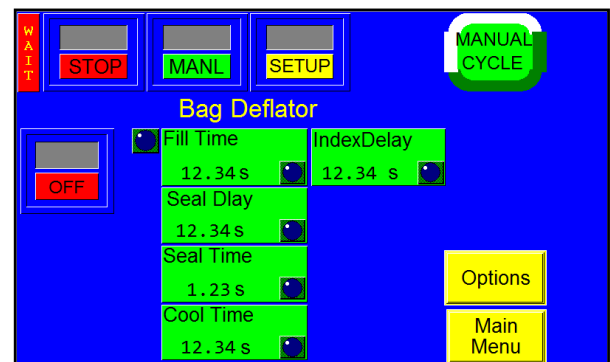 WAIT
STOP
MANL
SETUP
MANUAL
CYCLE
Bag Deflator
OFF
Fill Time
12.34 s
IndexDelay
12.34 s
Seal Dlay
12.34 s
Seal Time
1.23 s
Cool Time
12.34 s
Options
Main
Menu